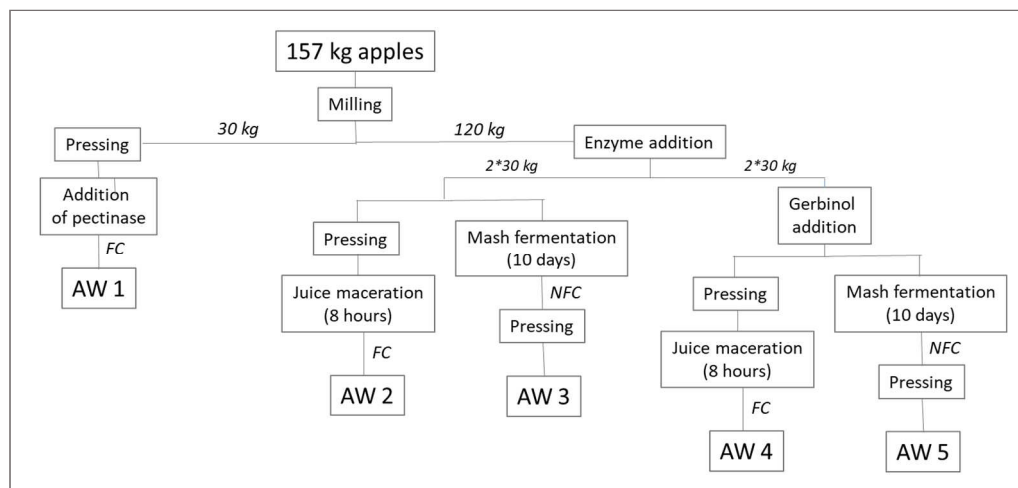 157 kg apples
Milling
30 kg
120 kg
Pressing
Enzyme addition
2*30 kg
2*30 kg
Addition
of pectinase
Gerbinol
addition
Pressing
Mash fermentation
(10 days)
FC
AW 1
Juice maceration
(8 hours)
NFC
Pressing
Mash fermentation
(10 days)
Pressing
FC
Juice maceration
(8 hours)
NFC
AW 2
AW 3
Pressing
FC
AW 4
AW 5